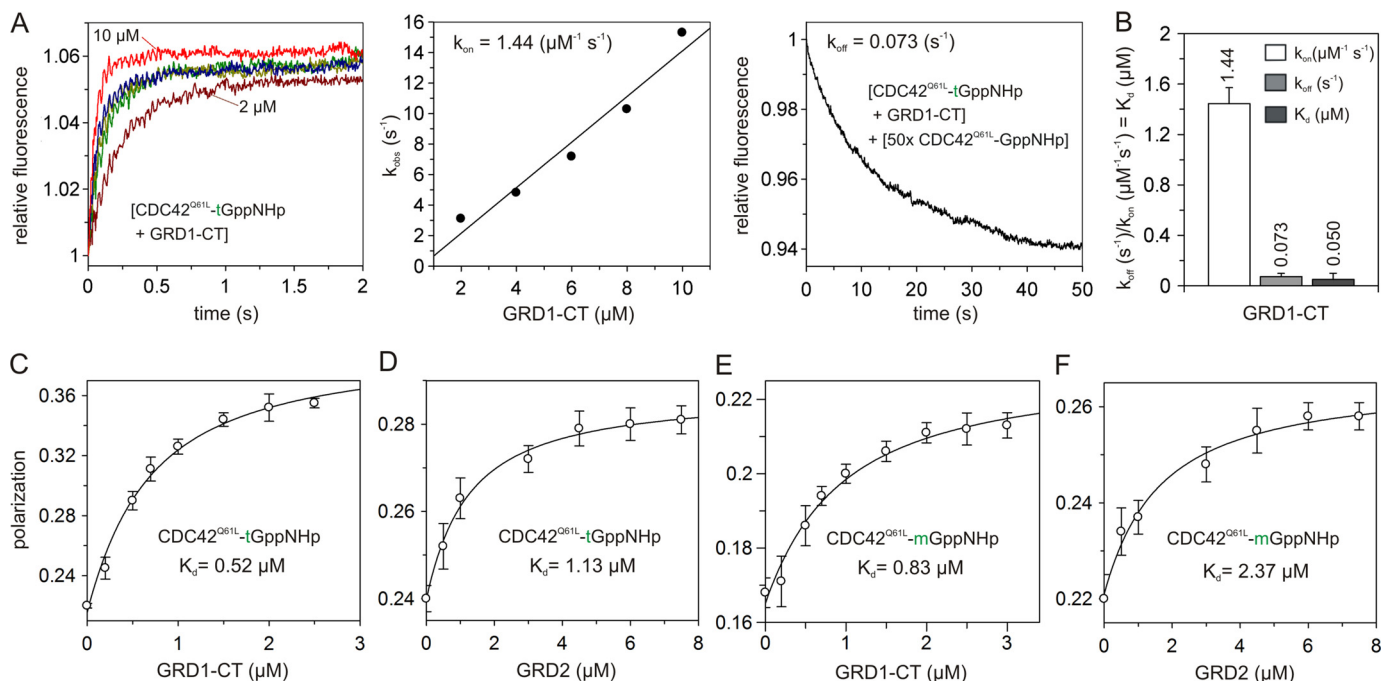 A
relative fluorescence
1.06
1.04
1.02
1
10 µM
2 µM
[CDC42Q61L-tGppNHp
+ GRD1-CT]
0 0.5 1 1.5 2
time (s)
kobs (s-1)
16
14
12
10
8
6
4
2
0
kon = 1.44 (µM-1 s-1)
2 4 6 8 10
GRD1-CT (µM)
relative fluorescence
1
0.98
0.96
0.94
koff = 0.073 (s-1)
[CDC42Q61L-tGppNHp
+ GRD1-CT]
+ [50x CDC42Q61L-GppNHp]
0 10 20 30 40 50
time (s)
B
koff (s-1)/kon (µM-1 s-1) = Kd (µM)
2
1.6
1.2
0.8
0.4
0
1.44
0.073
0.050
kon(µM-1 s-1)
koff (s-1)
Kd (µM)
GRD1-CT
C
polarization
0.36
0.32
0.28
0.24
CDC42Q61L-tGppNHp
Kd= 0.52 µM
0 1 2 3
GRD1-CT (µM)
D
0.28
0.26
0.24
CDC42Q61L-tGppNHp
Kd= 1.13 µM
0 2 4 6 8
GRD2 (µM)
E
0.22
0.2
0.18
0.16
CDC42Q61L-mGppNHp
Kd= 0.83 µM
0 1 2 3
GRD1-CT (µM)
F
0.26
0.24
0.22
CDC42Q61L-mGppNHp
Kd= 2.37 µM
0 2 4 6 8
GRD2 (µM)